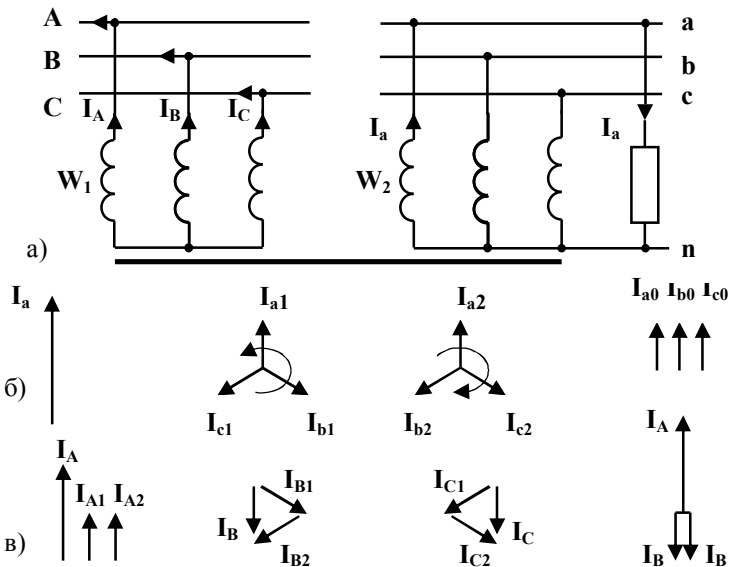 A a
B b
C c
I_A I_B I_C I_a I_a
W_1 W_2
а) n
I_a I_a1 I_a2 I_a0 I_b0 I_c0
б)
I_c1 I_b1 I_b2 I_c2
I_A I_A
I_A1 I_A2 I_B1 I_C1
I_B I_C
в) I_B2 I_C2 I_B I_B